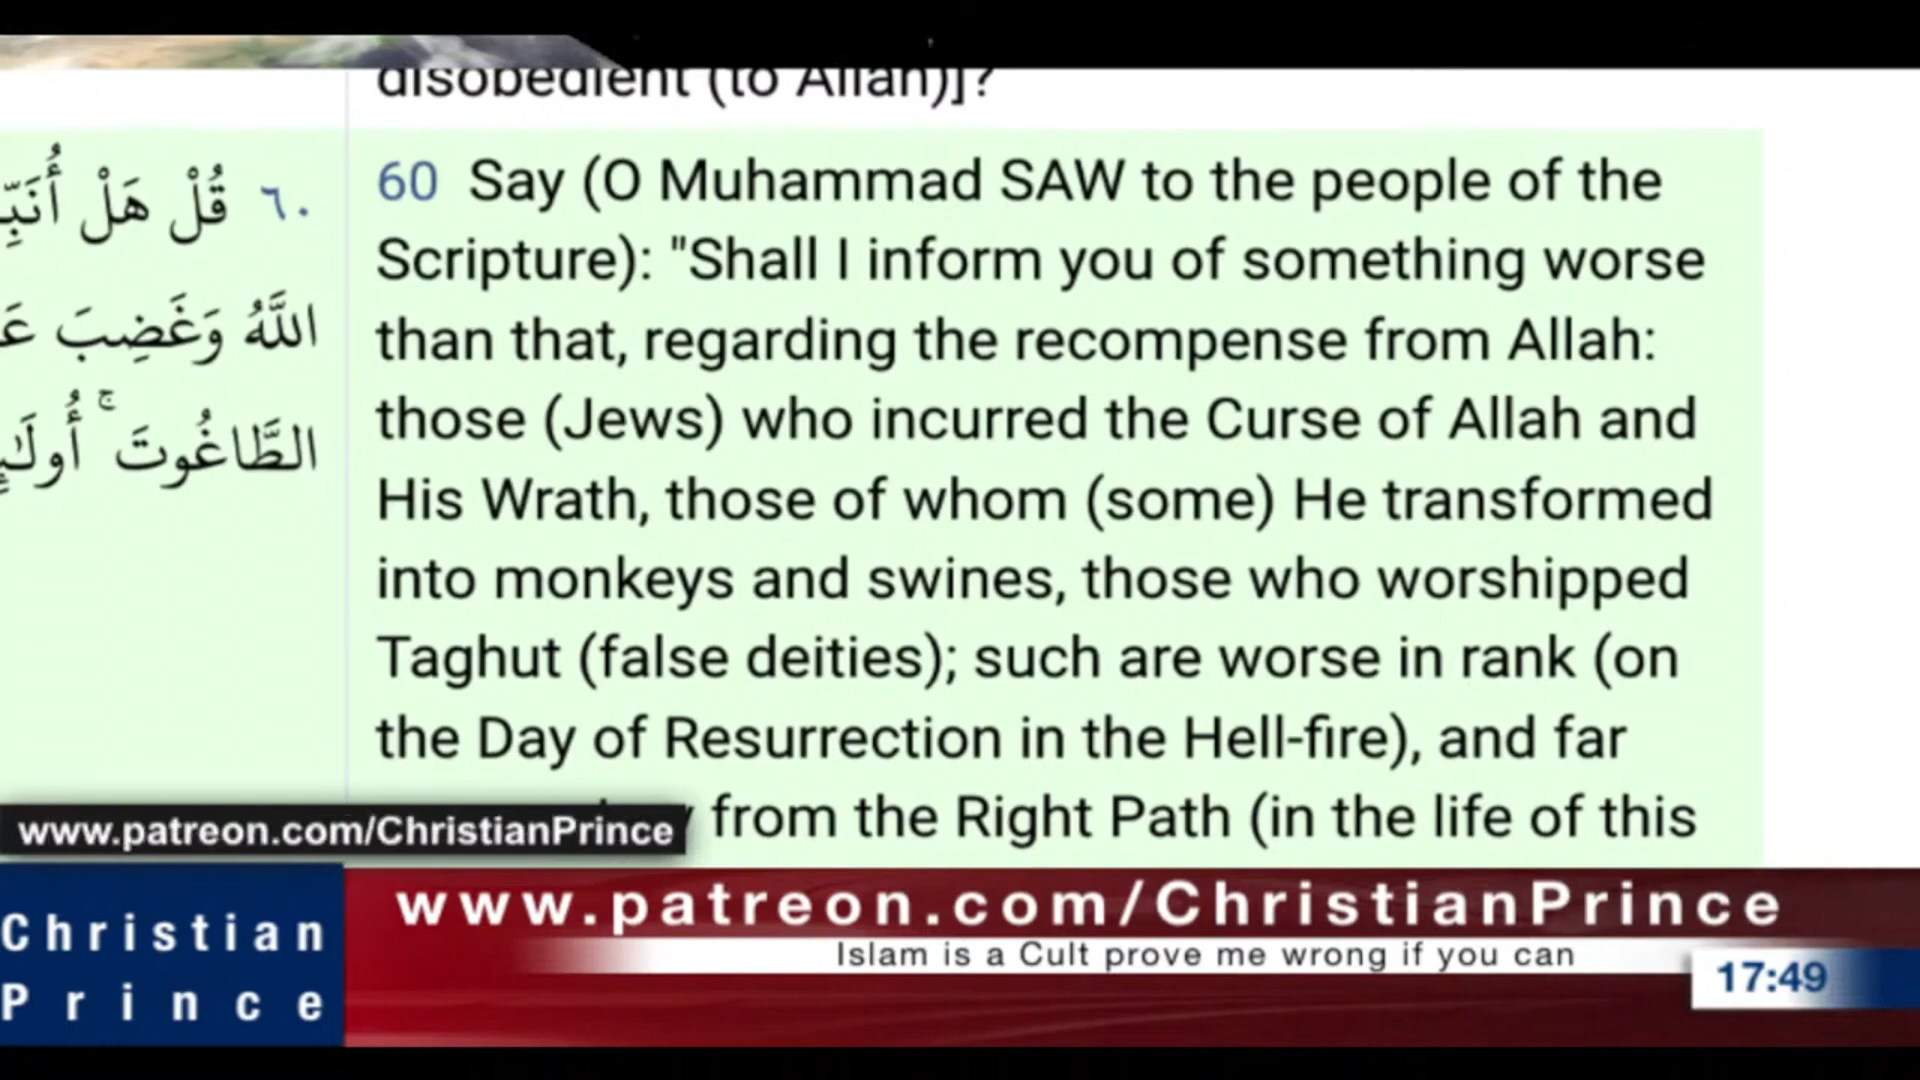 disobedient (to Allah)]?
٦٠ قُلْ هَلْ
اللَّهُ وَغَضِبَ
الطَّاغُوتَ ۚ
60 Say (O Muhammad SAW to the people of the
Scripture): "Shall I inform you of something worse
than that, regarding the recompense from Allah:
those (Jews) who incurred the Curse of Allah and
His Wrath, those of whom (some) He transformed
into monkeys and swines, those who worshipped
Taghut (false deities); such are worse in rank (on
the Day of Resurrection in the Hell-fire), and far
from the Right Path (in the life of this
www.patreon.com/ChristianPrince
Christian
Prince
www.patreon.com/ChristianPrince
Islam is a Cult prove me wrong if you can
17:49